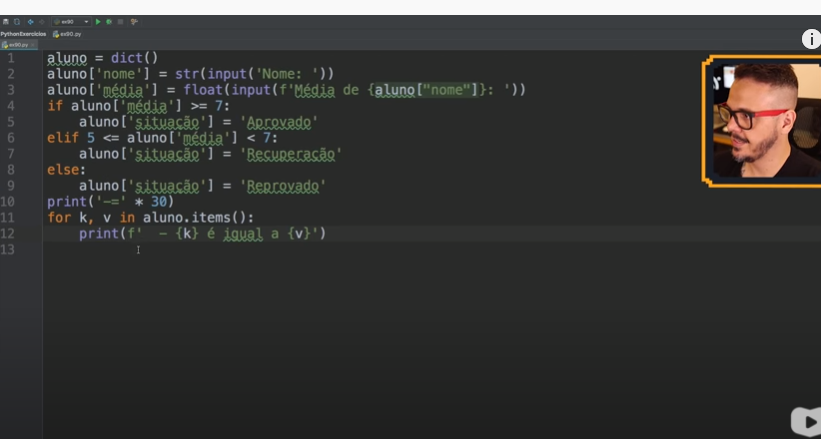 ex90
PythonExercicios
ex90.py
ex90.py
1 aluno = dict()
2 aluno['nome'] = str(input('Nome: '))
3 aluno['média'] = float(input(f'Média de {aluno["nome"]}: '))
4 if aluno['média'] >= 7:
5     aluno['situação'] = 'Aprovado'
6 elif 5 <= aluno['média'] < 7:
7     aluno['situação'] = 'Recuperação'
8 else:
9     aluno['situação'] = 'Reprovado'
10 print('-=' * 30)
11 for k, v in aluno.items():
12     print(f'  - {k} é igual a {v}')
13